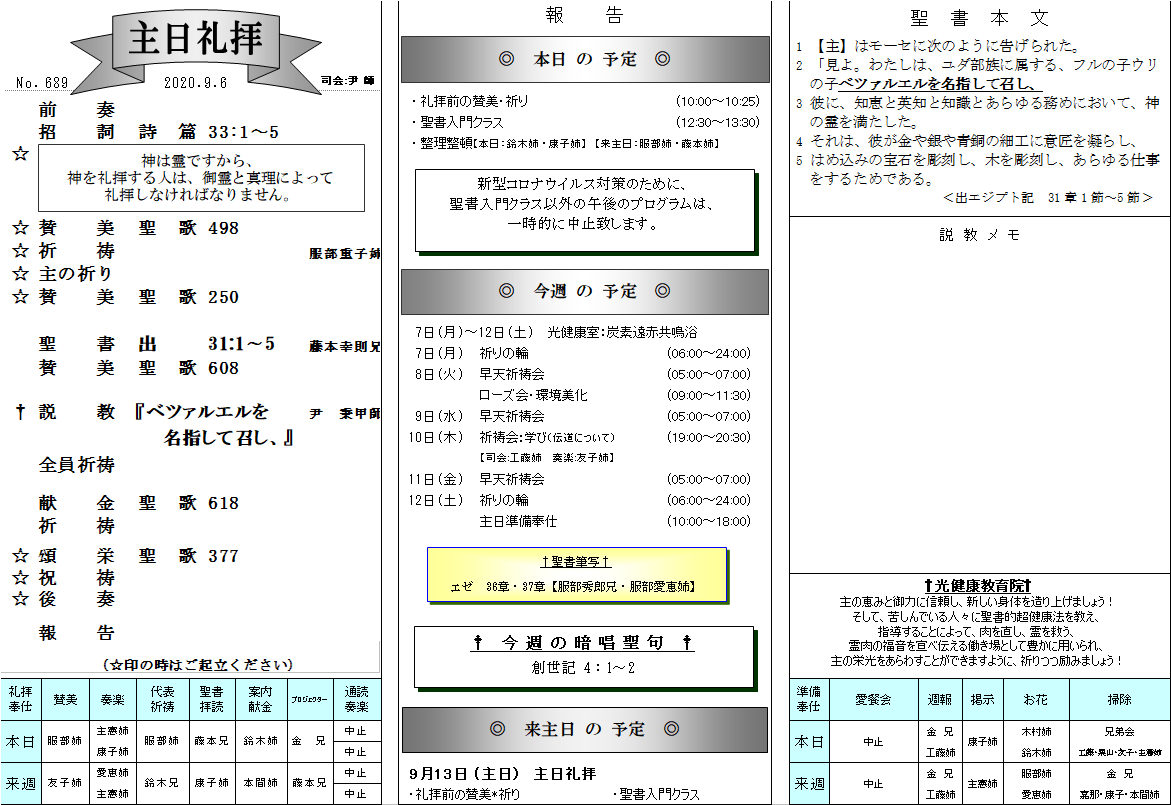 主日礼拝
No. 689 2020.9.6 司会:尹 師
前 奏
招 詞 詩 篇 33:1～5
☆ 神は霊ですから、
神を礼拝する人は、御霊と真理によって
礼拝しなければなりません。
☆ 賛 美 聖 歌 498
☆ 祈 祷 服部重子姉
☆ 主の祈り
☆ 賛 美 聖 歌 250
聖 書 出 31:1～5 藤本幸則兄
賛 美 聖 歌 608
† 説 教 『ベツァルエルを 尹 秉甲師
名指して召し、』
全員祈祷
献 金 聖 歌 618
祈 祷
☆ 頌 栄 聖 歌 377
☆ 祝 祷
☆ 後 奏
報 告
(☆印の時はご起立ください)
礼拝奉仕 賛美 奏楽 代表祈祷 聖書拝読 案内献金 プロジェクター 通読奏楽
本日 服部姉 主憲姉 康子姉 服部姉 藤本兄 鈴木姉 金 兄 中止 中止
来週 友子姉 愛恵姉 主憲姉 鈴木兄 康子姉 本間姉 藤本兄 中止 中止
報 告
◎ 本日 の 予定 ◎
・礼拝前の賛美・祈り (10:00～10:25)
・聖書入門クラス (12:30～13:30)
・整理整頓【本日:鈴木姉・康子姉】【来主日:服部姉・藤本姉】
新型コロナウイルス対策のために、
聖書入門クラス以外の午後のプログラムは、
一時的に中止致します。
◎ 今週 の 予定 ◎
7日(月)～12日(土) 光健康室:炭素遠赤共鳴浴
7日(月) 祈りの輪 (06:00～24:00)
8日(火) 早天祈祷会 (05:00～07:00)
ローズ会・環境美化 (09:00～11:30)
9日(水) 早天祈祷会 (05:00～07:00)
10日(木) 祈祷会:学び(伝道について) (19:00～20:30)
【司会:工藤姉 奏楽:友子姉】
11日(金) 早天祈祷会 (05:00～07:00)
12日(土) 祈りの輪 (06:00～24:00)
主日準備奉仕 (10:00～18:00)
†聖書筆写†
エゼ 36章・37章【服部秀郎兄・服部愛恵姉】
† 今週の暗唱聖句 †
創世記 4:1～2
◎ 来主日 の 予定 ◎
9月13日(主日) 主日礼拝
・礼拝前の賛美*祈り ・聖書入門クラス
聖 書 本 文
1 【主】はモーセに次のように告げられた。
2 「見よ。わたしは、ユダ部族に属する、フルの子ウリ
の子ベツァルエルを名指して召し、
3 彼に、知恵と英知と知識とあらゆる務めにおいて、神
の霊を満たした。
4 それは、彼が金や銀や青銅の細工に意匠を凝らし、
5 はめ込みの宝石を彫刻し、木を彫刻し、あらゆる仕事
をするためである。
＜出エジプト記 31章1節～5節＞
説 教 メ モ
†光健康教育院†
主の恵みと御力に信頼し、新しい身体を造り上げましょう！
そして、苦しんでいる人々に聖書的超健康法を教え、
指導することによって、肉を直し、霊を救う、
霊肉の福音を宣べ伝える働き場として豊かに用いられ、
主の栄光をあらわすことができますように、祈りつつ励みましょう！
準備奉仕 愛餐会 週報 掲示 お花 掃除
本日 中止 金 兄 工藤姉 康子姉 木村姉 鈴木姉 兄弟会 工藤・黒山・友子・主憲姉
来週 中止 金 兄 工藤姉 主憲姉 服部姉 愛恵姉 金 兄 嘉那・康子・本間姉